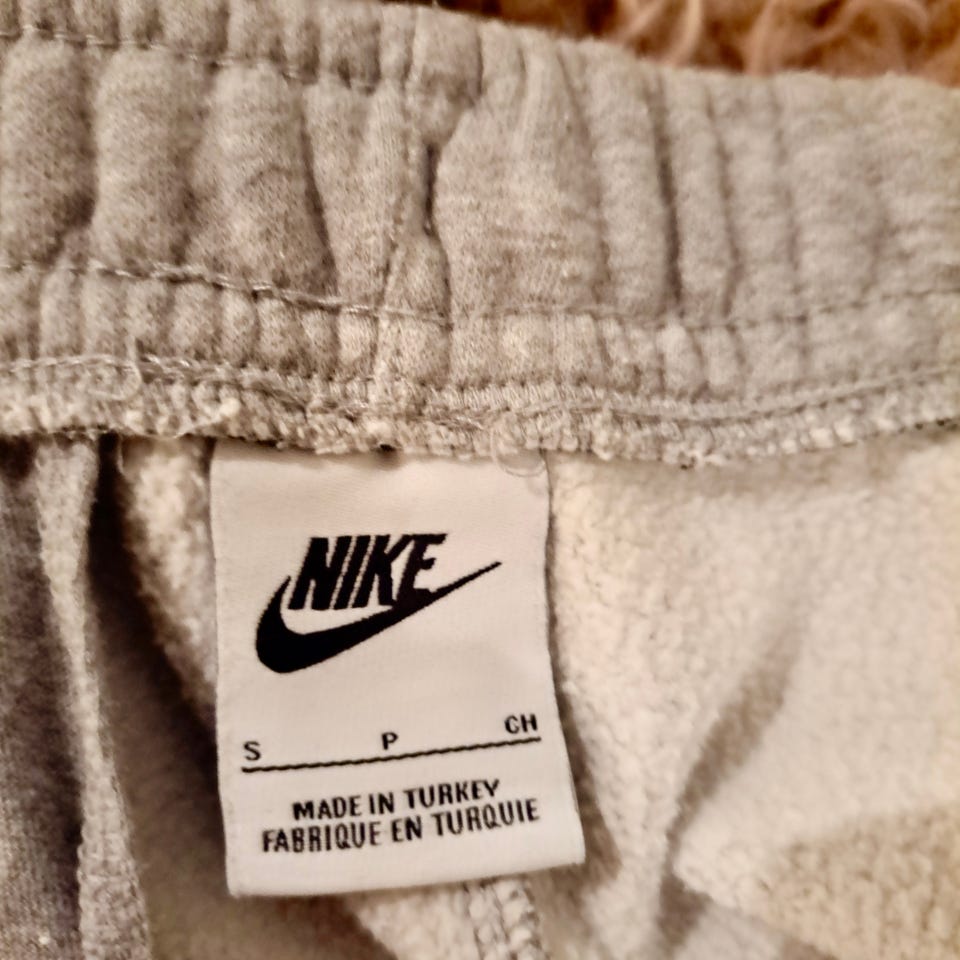 NIKE
S P CH
MADE IN TURKEY
FABRIQUE EN TURQUIE